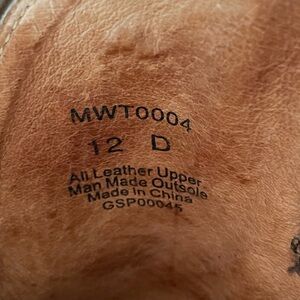 MWT0004
12 D
All Leather Upper
Man Made Outsole
Made in China
GSP00045